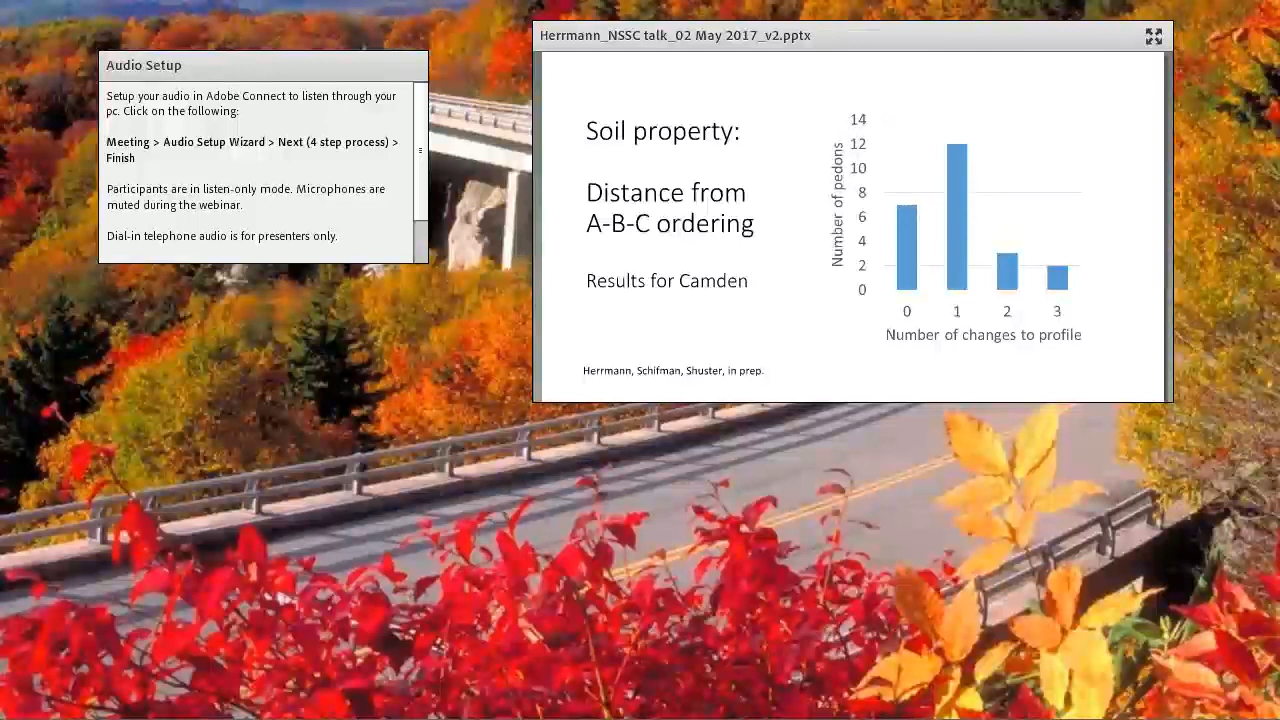 Audio Setup
Setup your audio in Adobe Connect to listen through your
pc. Click on the following:
Meeting > Audio Setup Wizard > Next (4 step process) >
Finish
Participants are in listen-only mode. Microphones are
muted during the webinar.
Dial-in telephone audio is for presenters only.
Herrmann_NSSC talk_02 May 2017_v2.pptx
Soil property:
Distance from
A-B-C ordering
Results for Camden
Herrmann, Schifman, Shuster, in prep.
Number of pedons
14
12
10
8
6
4
2
0
0 1 2 3
Number of changes to profile